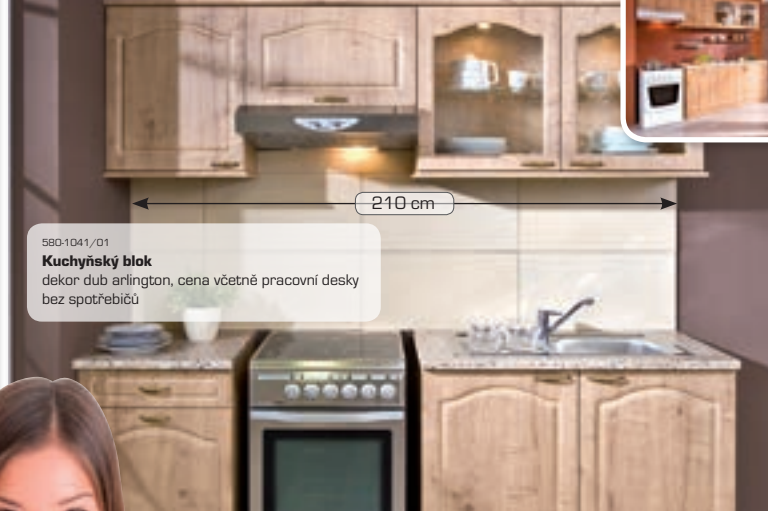 210 cm
580-1041/01
Kuchyňský blok
dekor dub arlington, cena včetně pracovní desky
bez spotřebičů